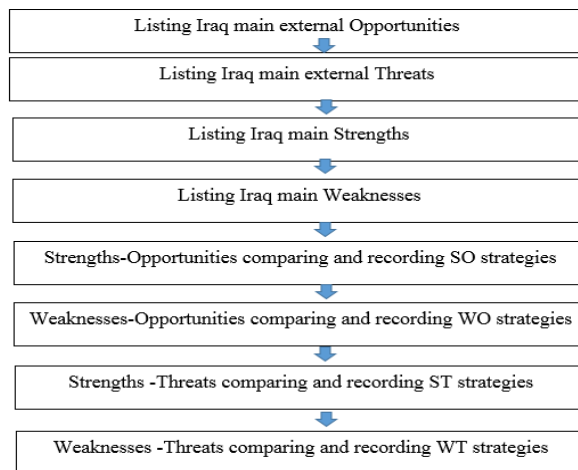 Listing Iraq main external Opportunities
Listing Iraq main external Threats
Listing Iraq main Strengths
Listing Iraq main Weaknesses
Strengths-Opportunities comparing and recording SO strategies
Weaknesses-Opportunities comparing and recording WO strategies
Strengths -Threats comparing and recording ST strategies
Weaknesses -Threats comparing and recording WT strategies